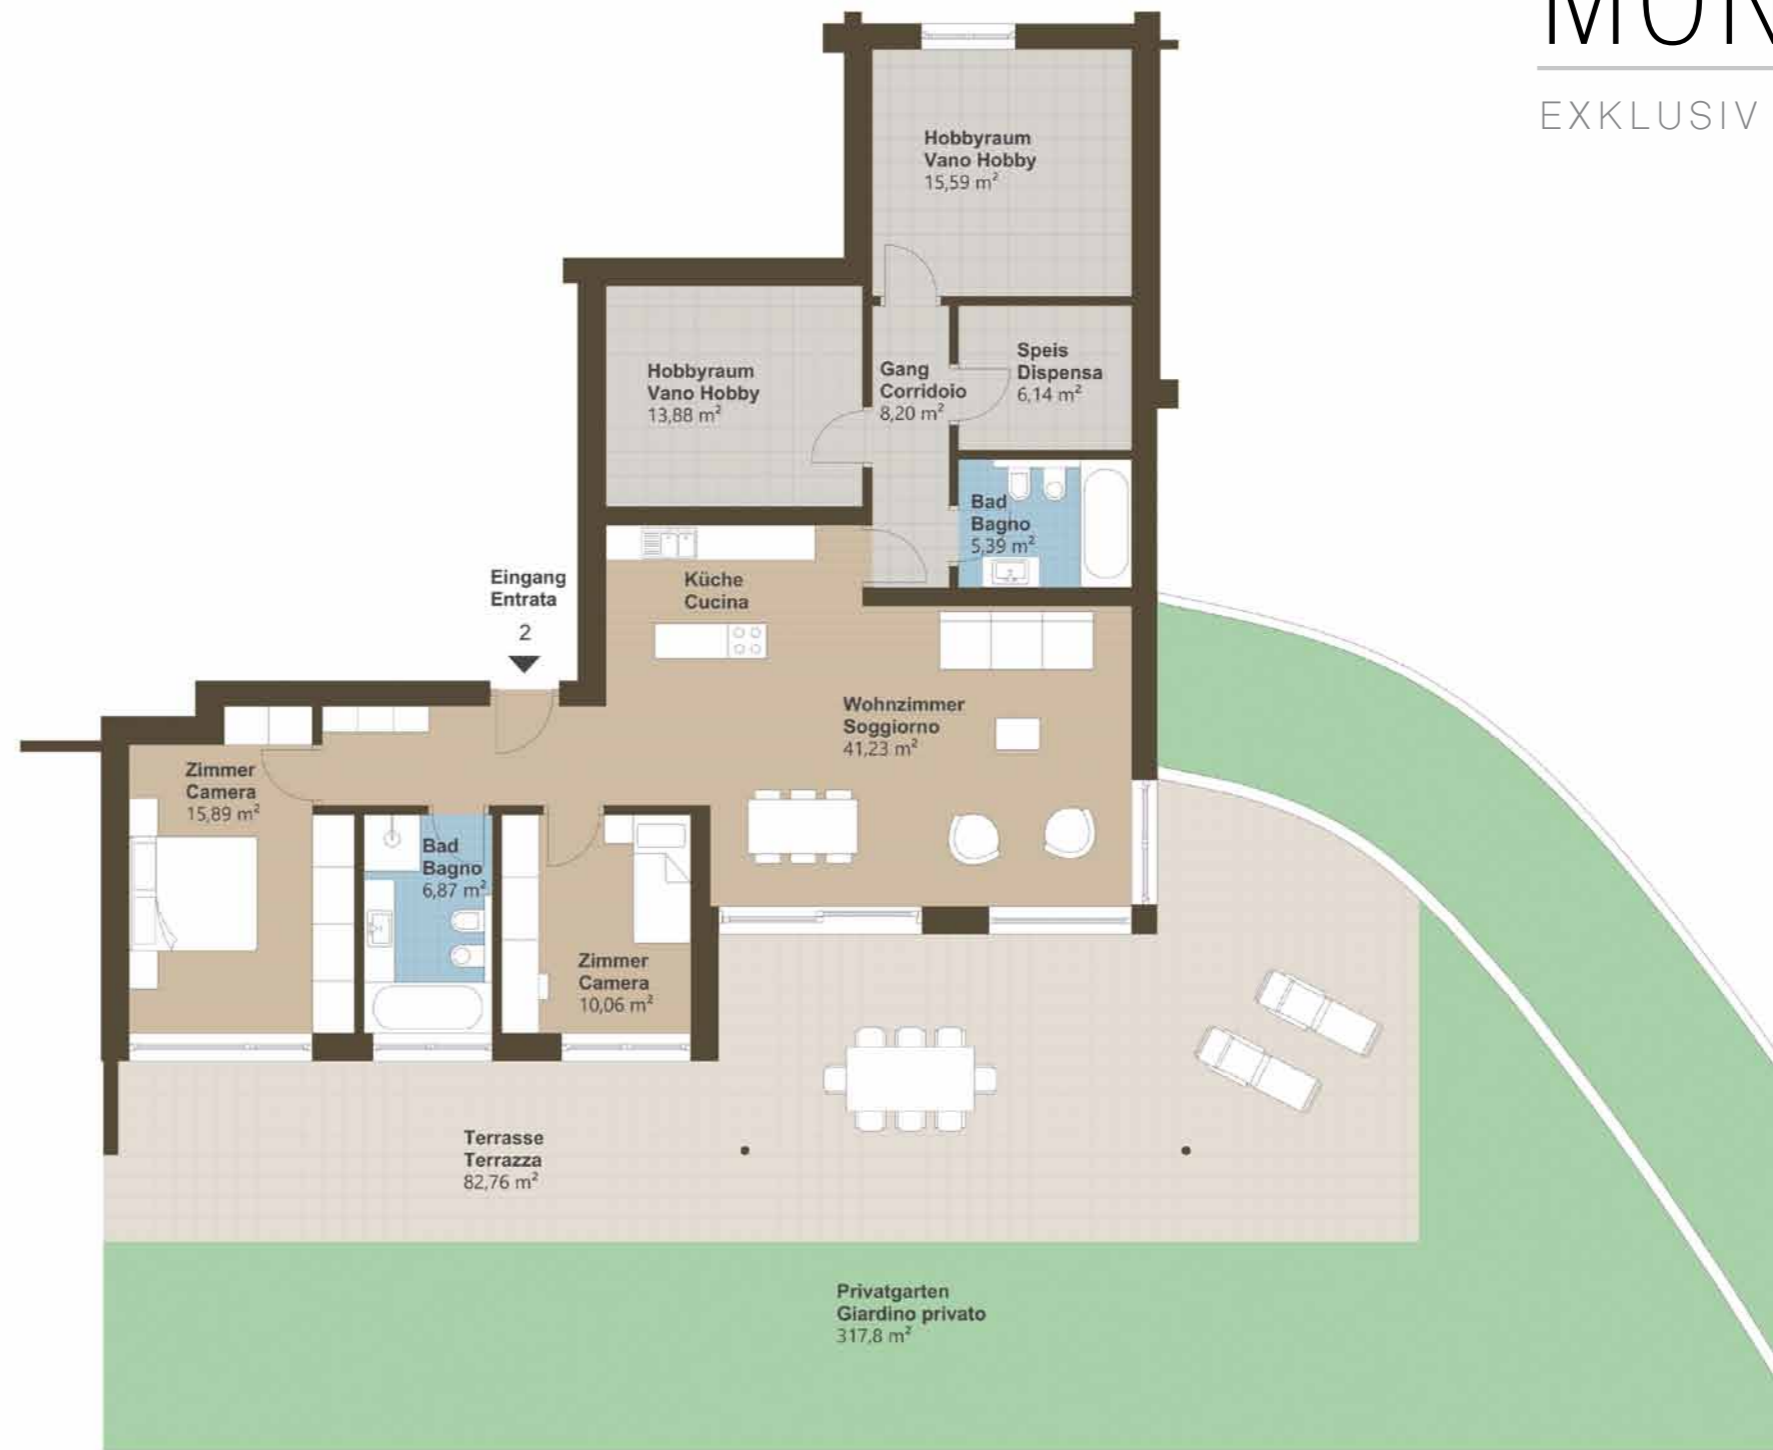 EXKLUSIV
Hobbyraum
Vano Hobby
15,59 m²
Hobbyraum
Vano Hobby
13,88 m²
Gang
Corridoio
8,20 m²
Speis
Dispensa
6,14 m²
Bad
Bagno
5,39 m²
Eingang
Entrata
2
Küche
Cucina
Wohnzimmer
Soggiorno
41,23 m²
Zimmer
Camera
15,89 m²
Bad
Bagno
6,87 m²
Zimmer
Camera
10,06 m²
Terrasse
Terrazza
82,76 m²
Privatgarten
Giardino privato
317,8 m²